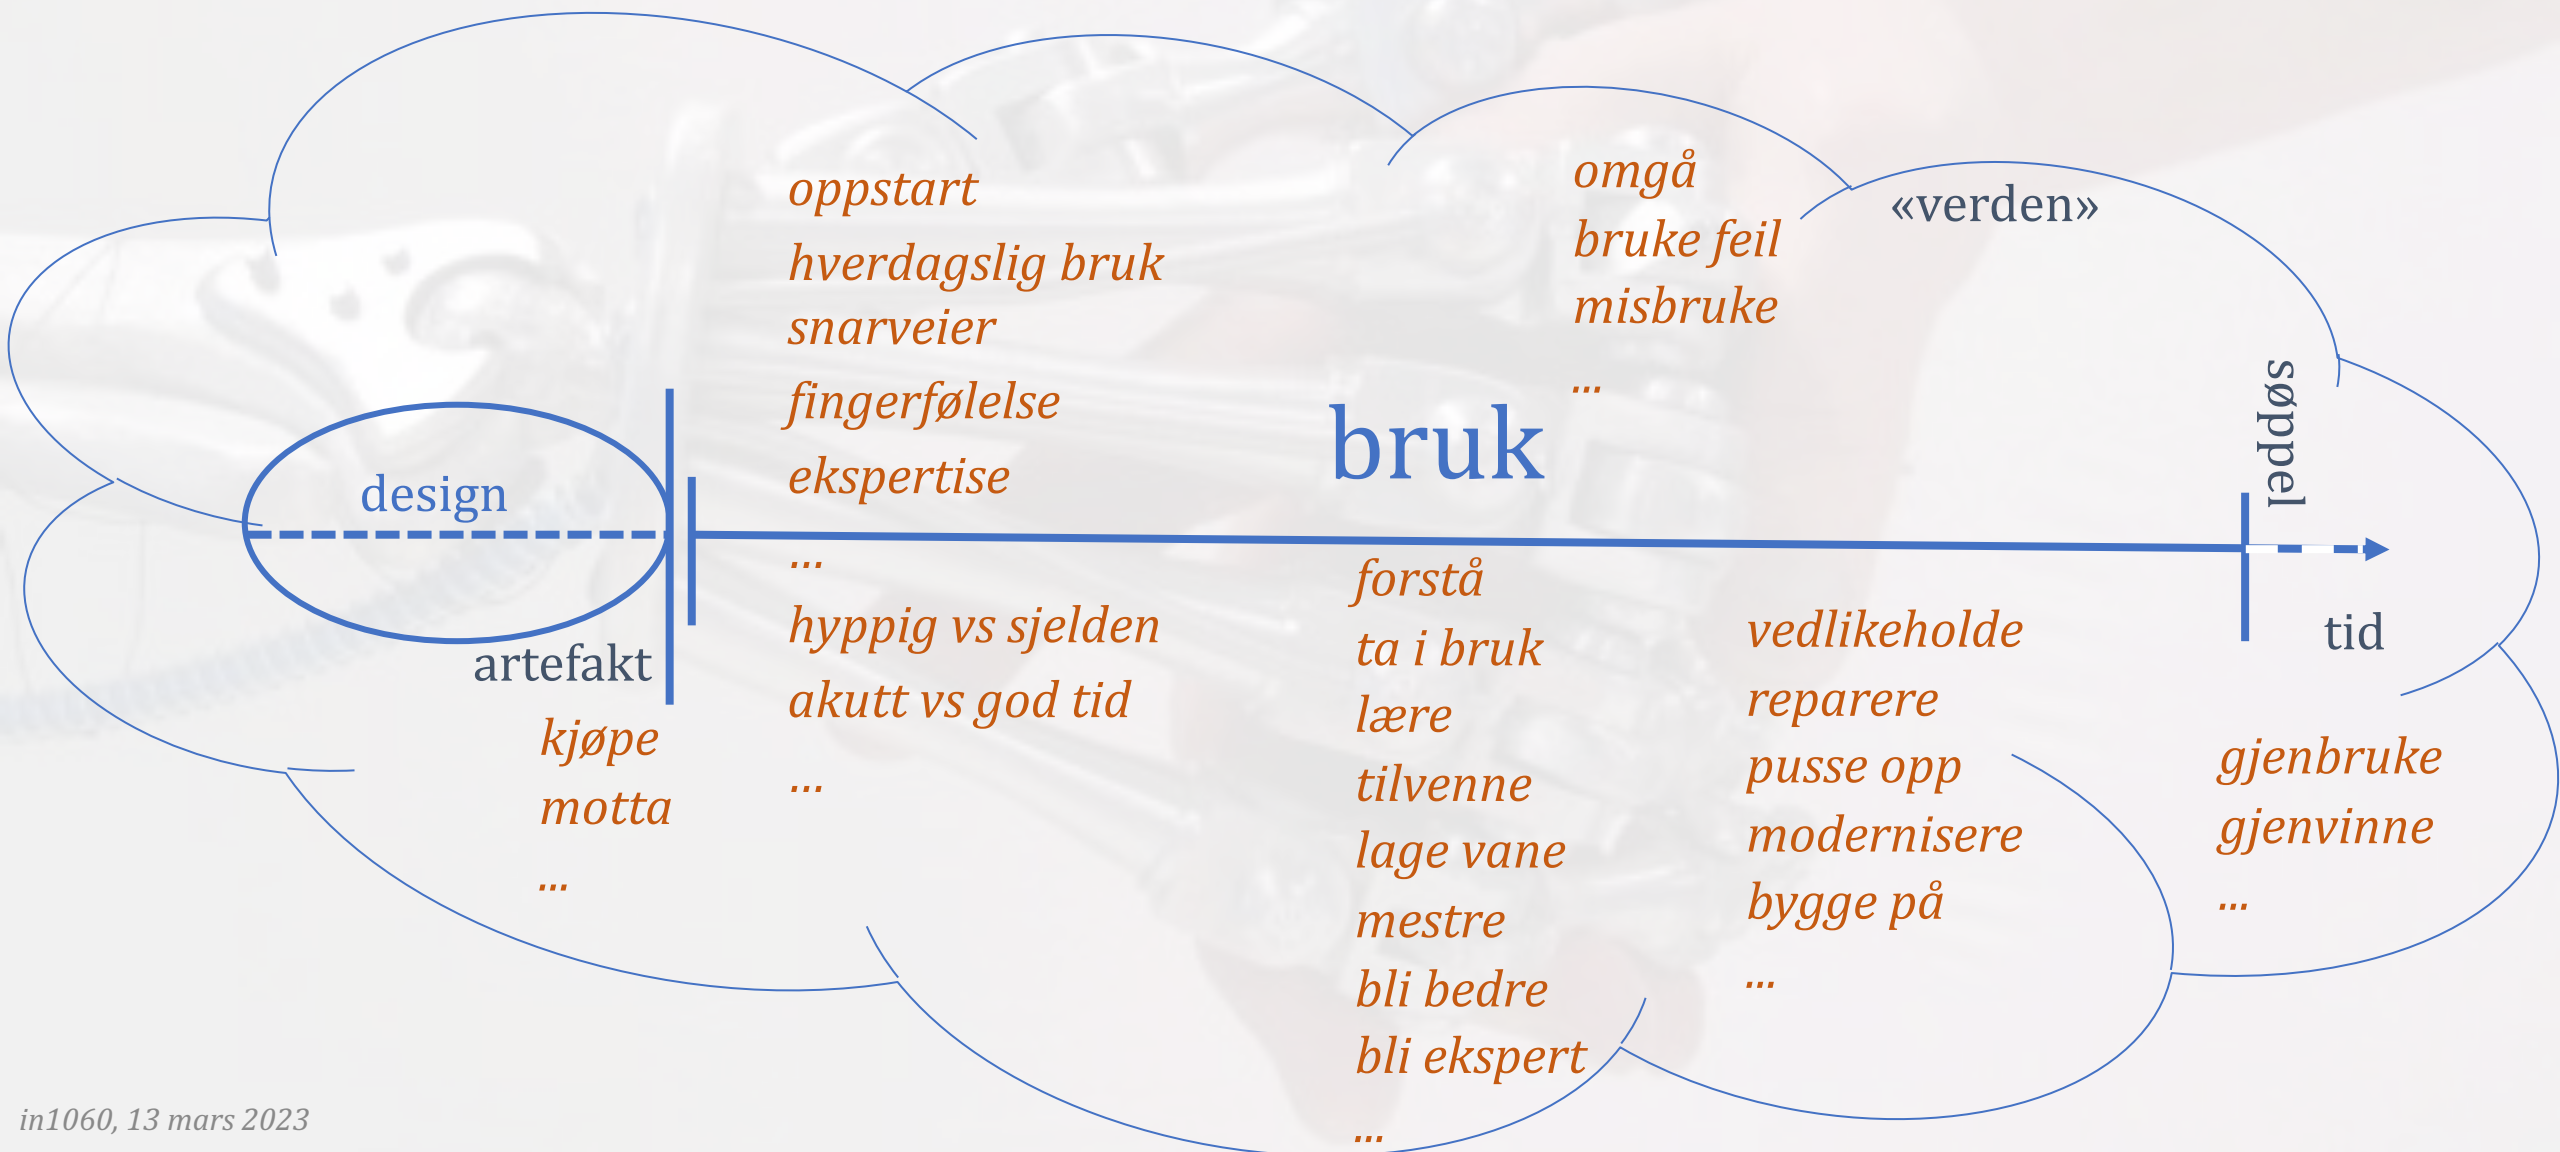 oppstart
hverdagslig bruk
snarveier
fingerfølelse
ekspertise
...
hyppig vs sjelden
akutt vs god tid
...
omgå
bruke feil
misbruke
...
«verden»
design
artefakt
kjøpe
motta
...
bruk
forstå
ta i bruk
lære
tilvenne
lage vane
mestre
bli bedre
bli ekspert
...
vedlikeholde
reparere
pusse opp
modernisere
bygge på
...
søppel
tid
gjenbruke
gjenvinne
...
in1060, 13 mars 2023